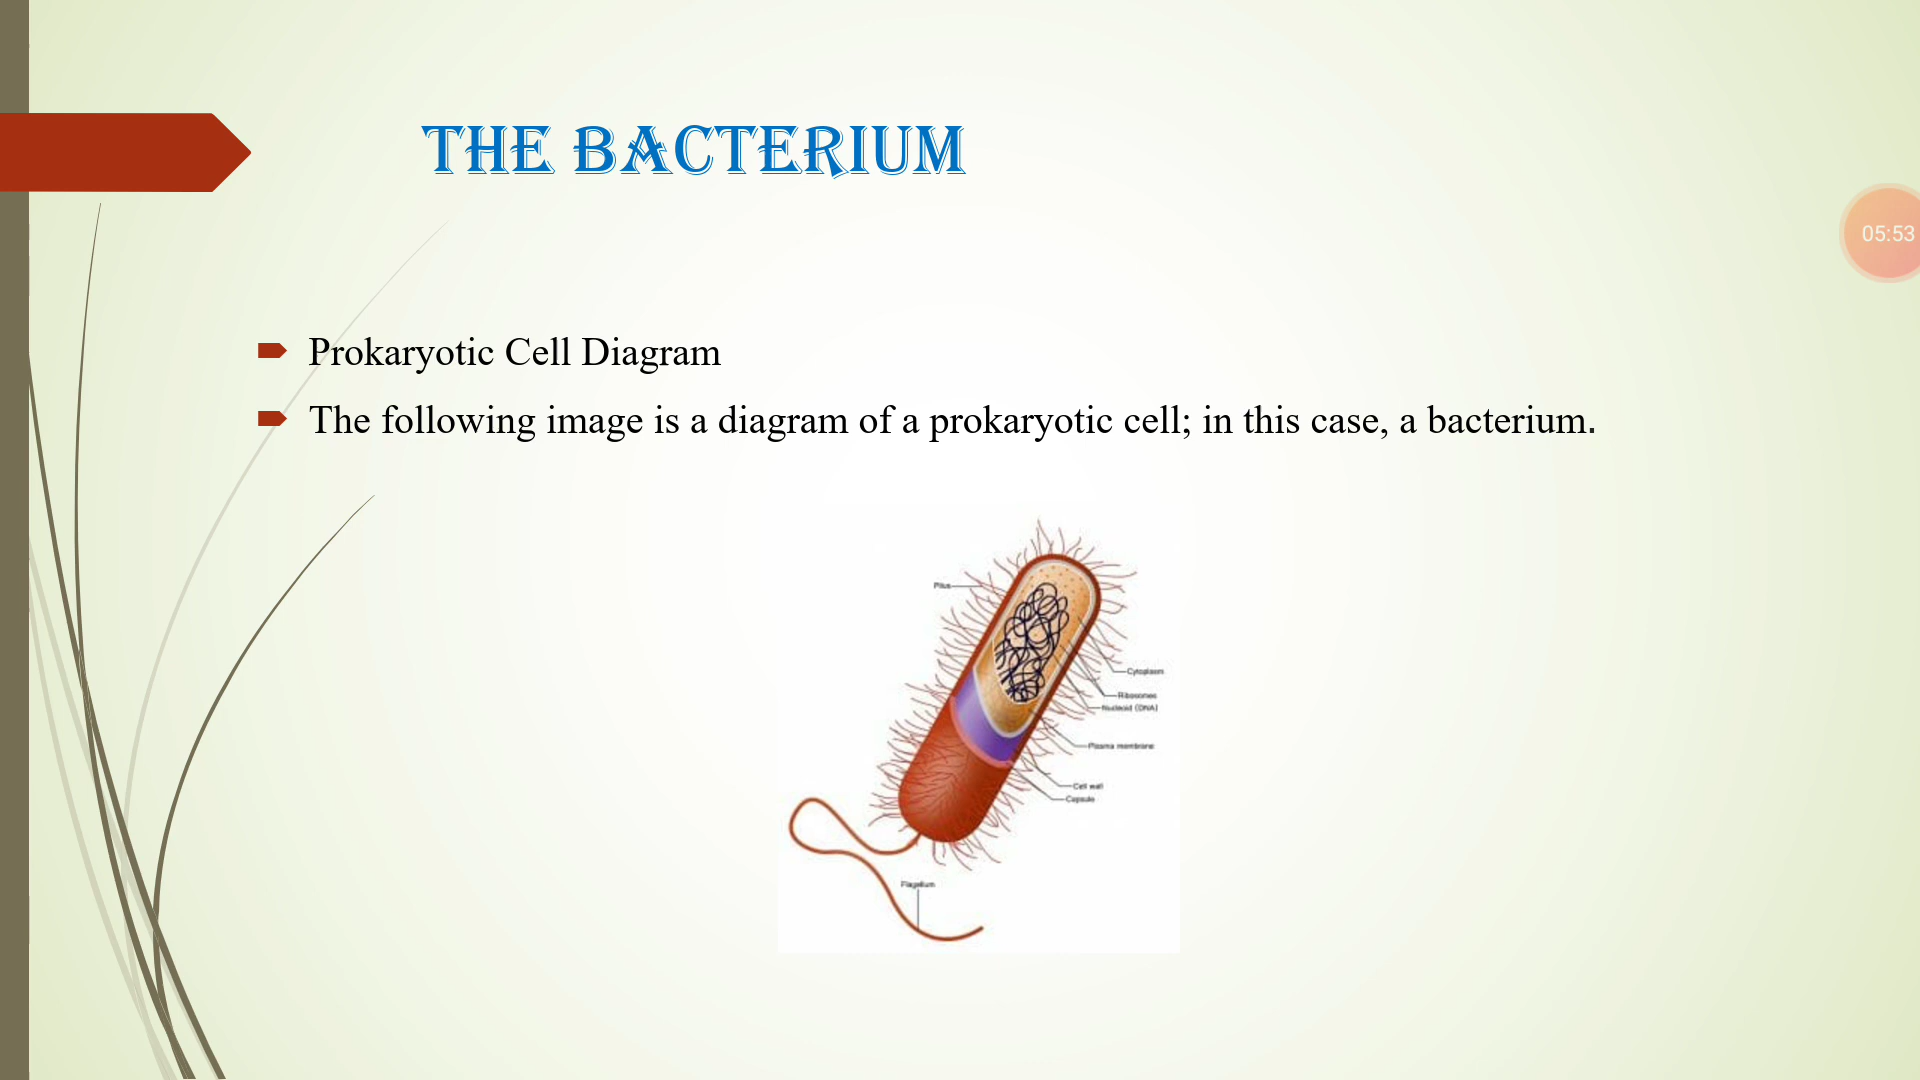 THE BACTERIUM
05:53
Prokaryotic Cell Diagram
The following image is a diagram of a prokaryotic cell; in this case, a bacterium.
Pilus
Cytoplasm
Ribosomes
Nucleoid (DNA)
Plasma membrane
Cell wall
Capsule
Flagellum